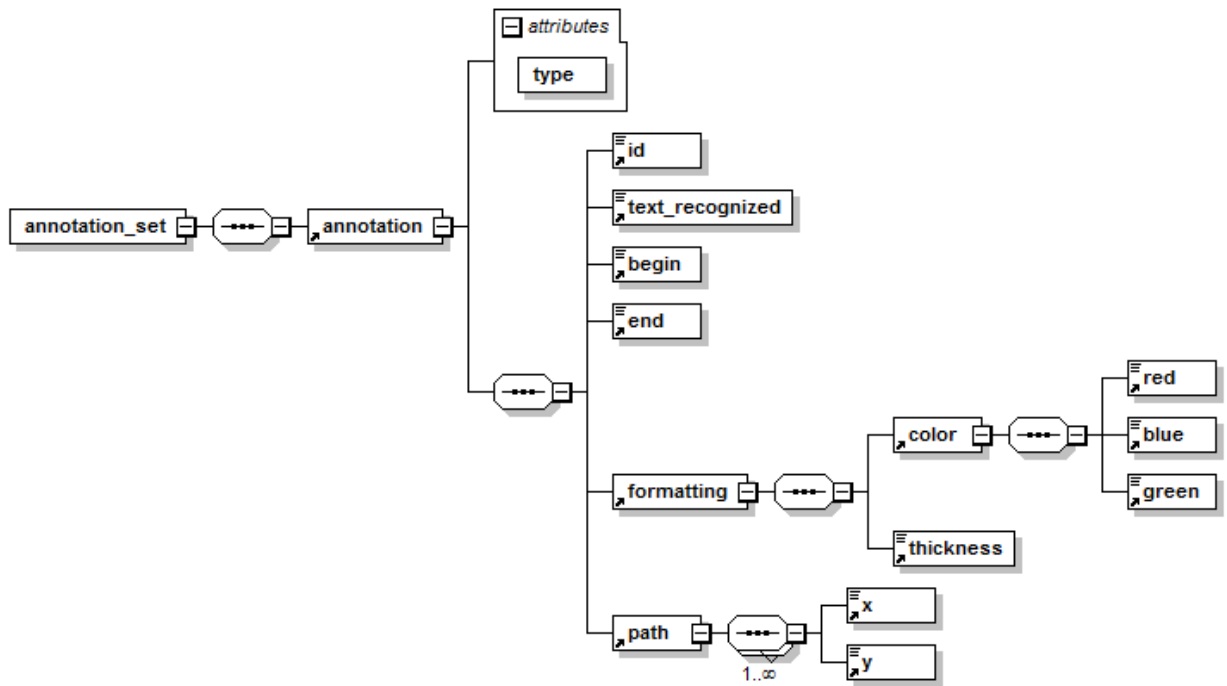 attributes
type
id
text_recognized
annotation_set
annotation
begin
end
red
color
blue
formatting
green
thickness
x
path
y
1..∞